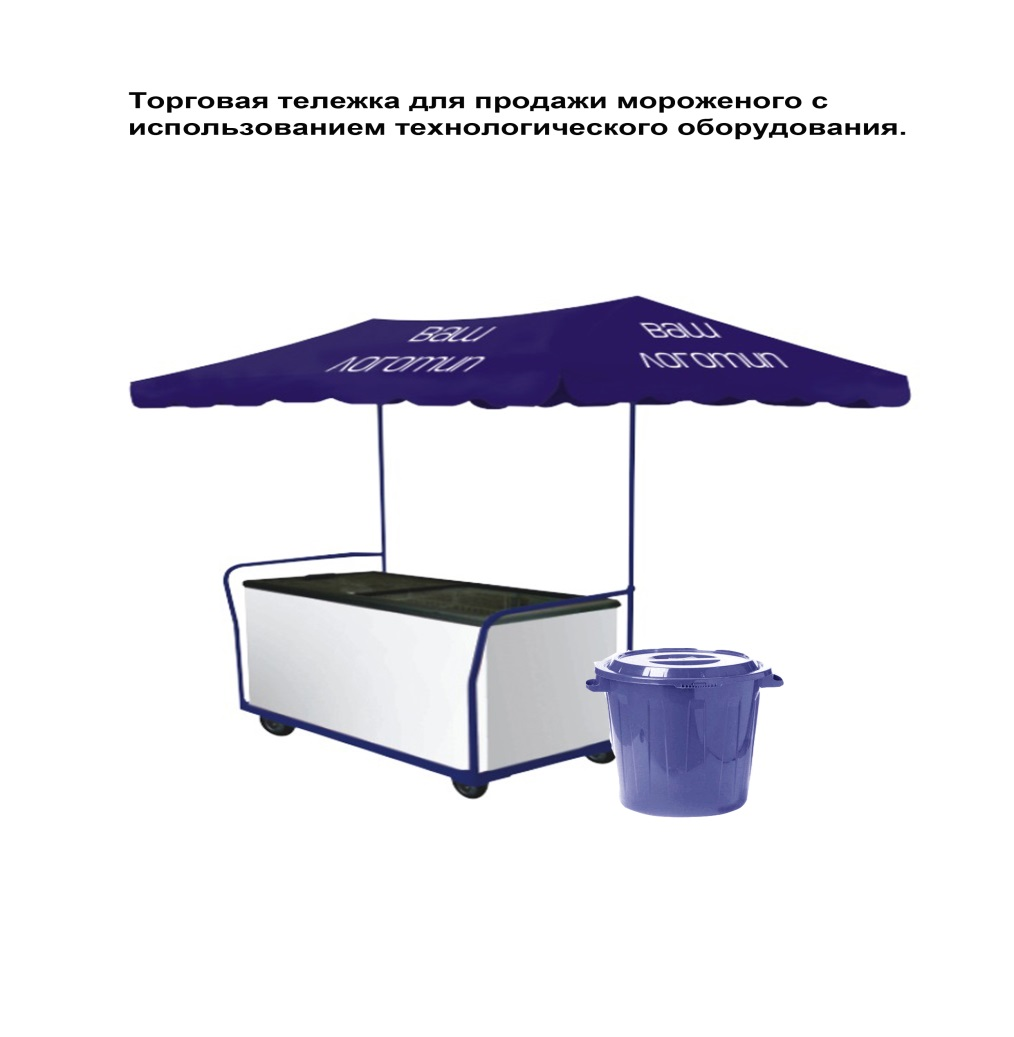 Торговая тележка для продажи мороженого с
использованием технологического оборудования.
ваш
логотип
ваш
логотип